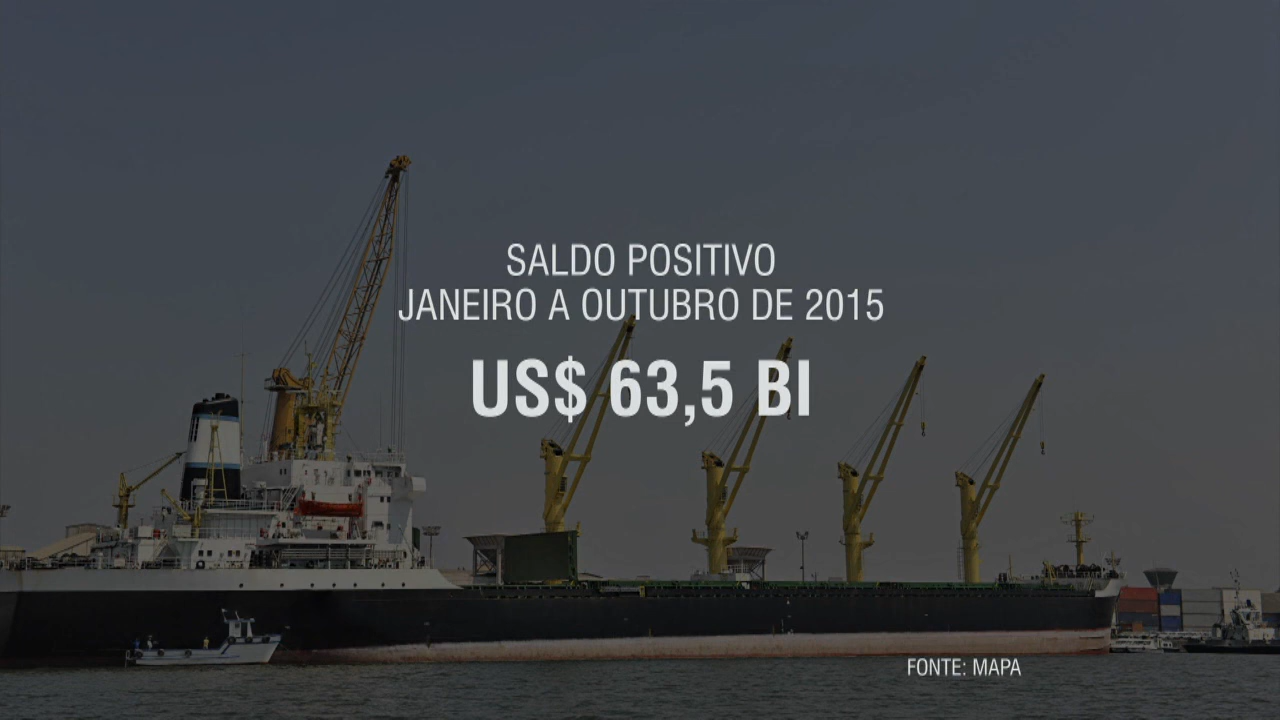 SALDO POSITIVO
JANEIRO A OUTUBRO DE 2015
US$ 63,5 BI
FONTE: MAPA